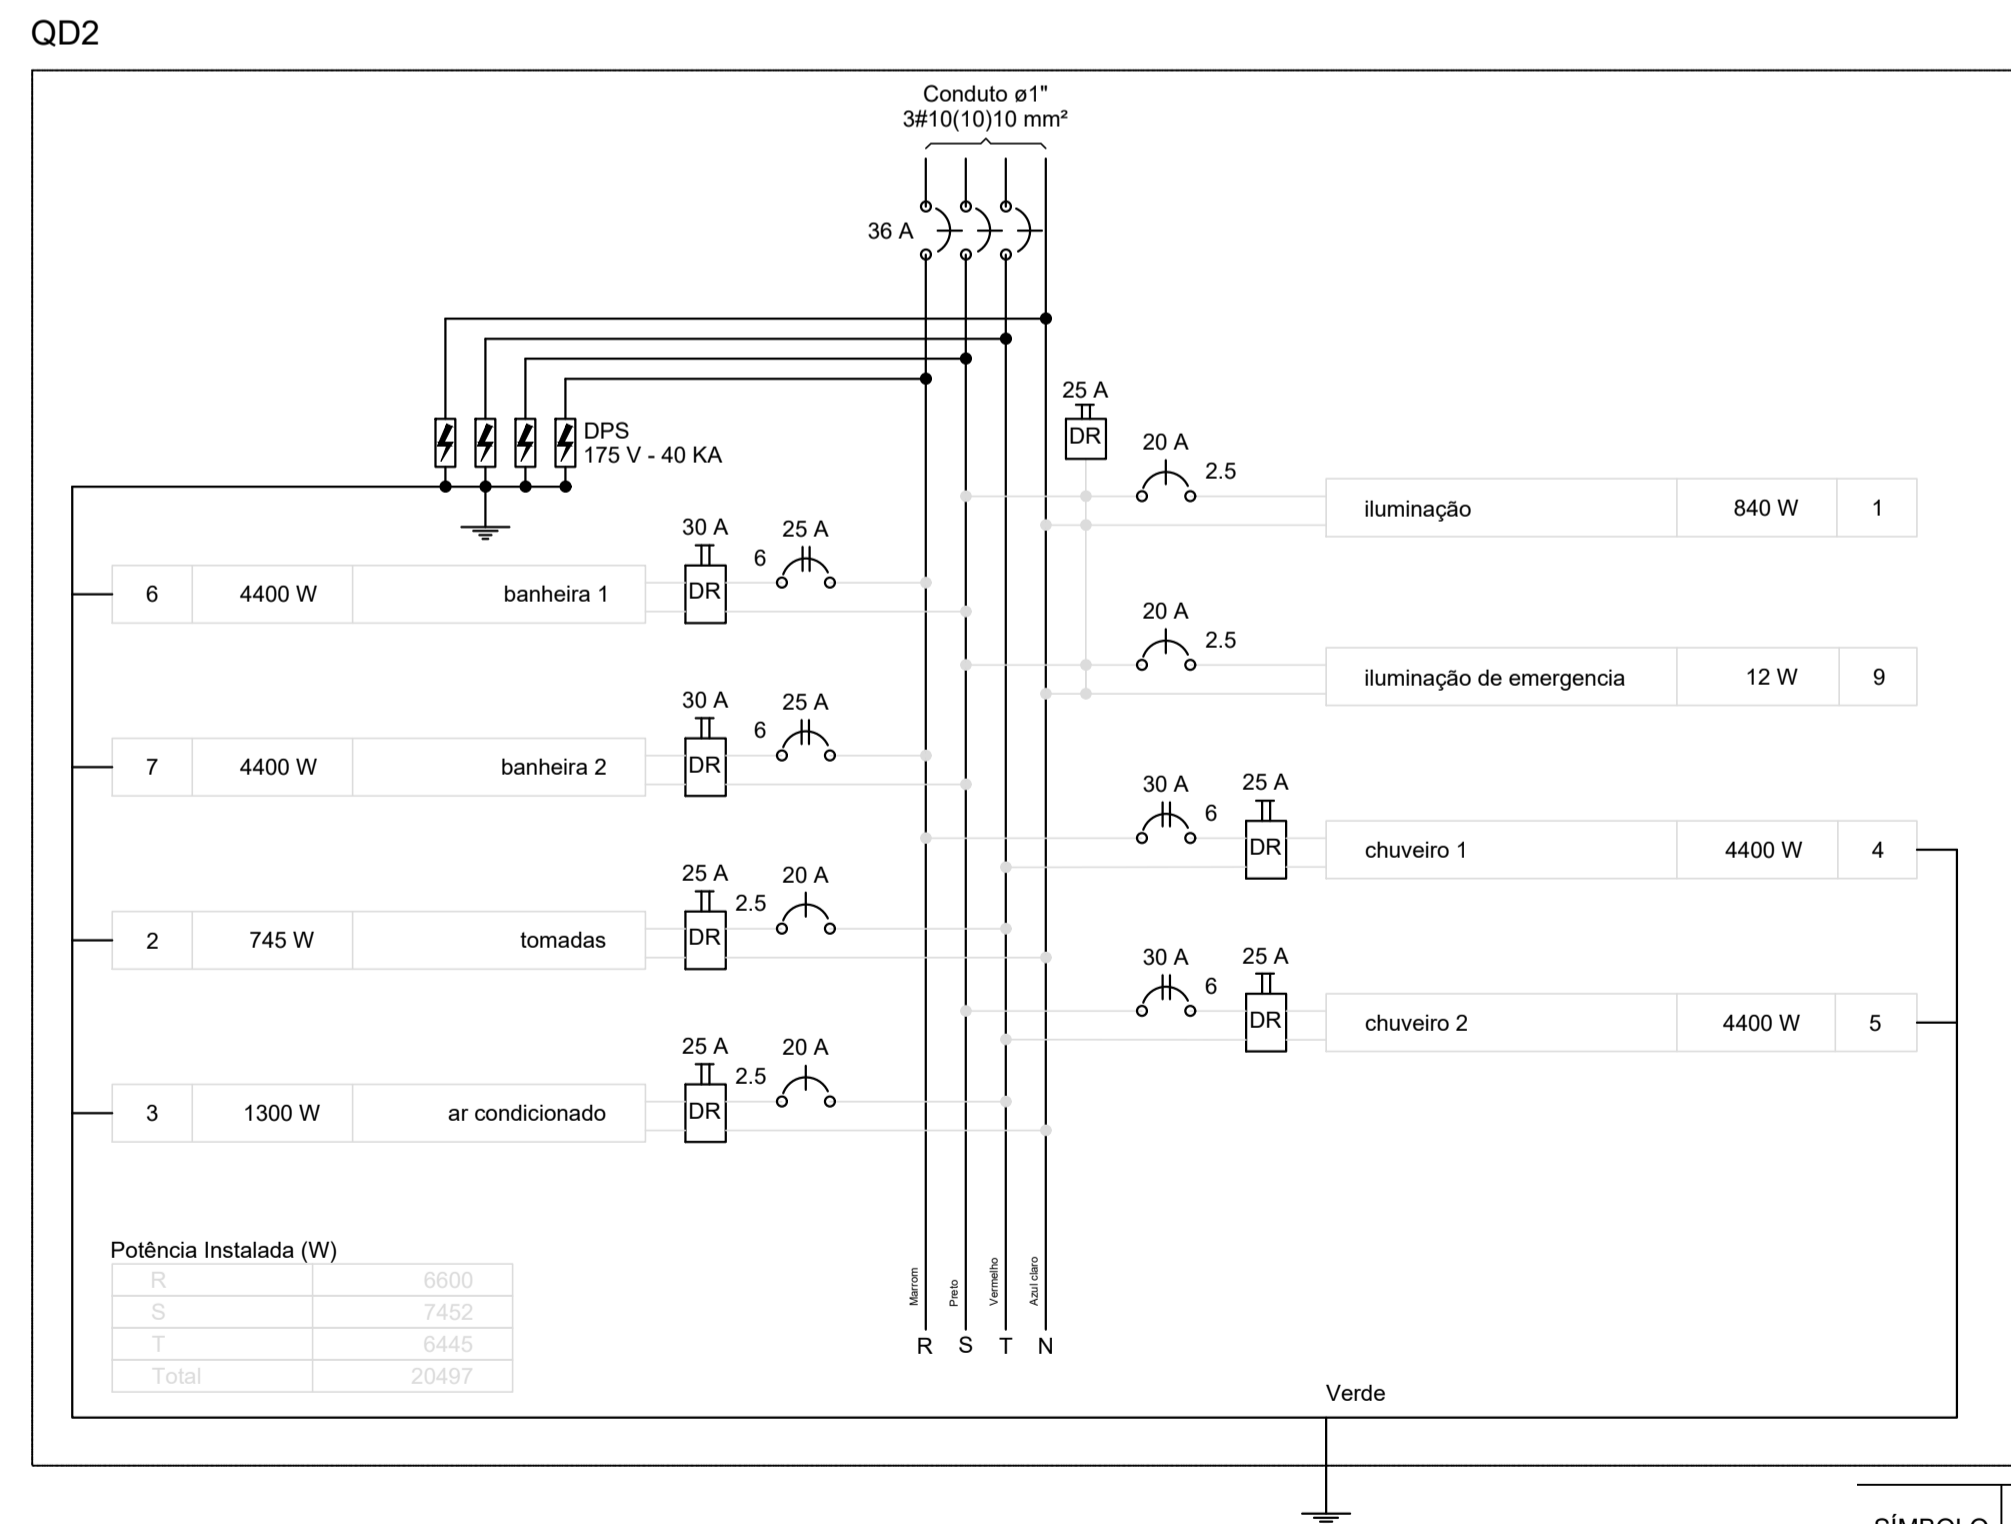 QD2
Conduto ø1"
3#10(10)10 mm²
36 A
DPS
175 V - 40 KA
25 A
DR
20 A
2.5
iluminação 840 W 1
30 A
25 A
6
6 4400 W banheira 1 DR
20 A
2.5
iluminação de emergencia 12 W 9
30 A
25 A
6
7 4400 W banheira 2 DR
30 A
25 A
6
DR chuveiro 1 4400 W 4
25 A
20 A
2.5
2 745 W tomadas DR
30 A
25 A
6
DR chuveiro 2 4400 W 5
25 A
20 A
2.5
3 1300 W ar condicionado DR
Potência Instalada (W)
R 6600
S 7452
T 6445
Total 20497
Marrom
Preto
Vermelho
Azul claro
R S T N
Verde
SÍMBOLO